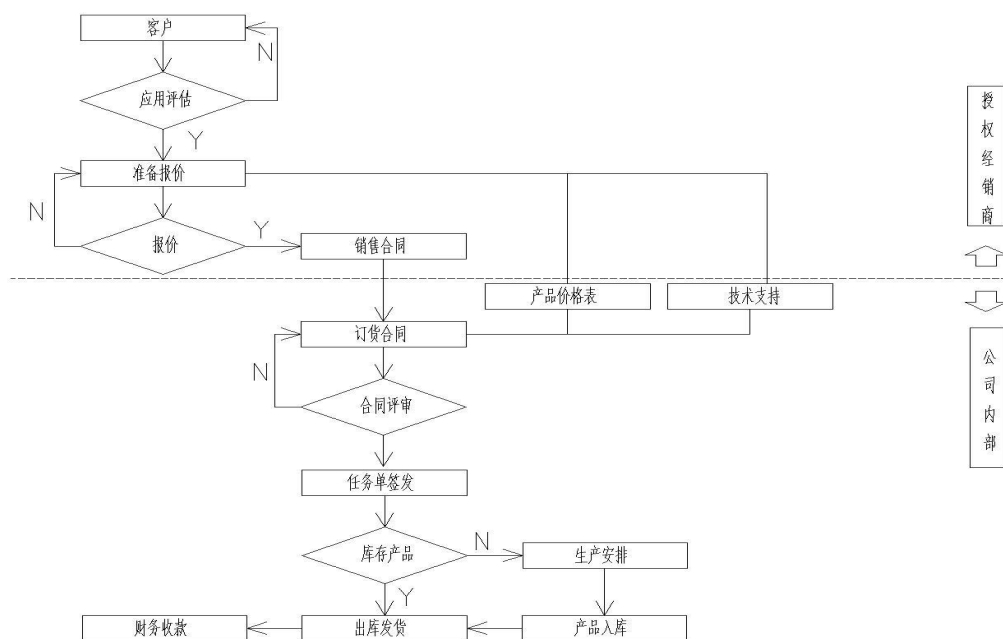 客户
N
应用评估
Y
准备报价
N
报价
Y
销售合同
授权经销商
产品价格表
技术支持
订货合同
N
合同评审
公司内部
任务单签发
库存产品
N
生产安排
Y
财务收款
出库发货
产品入库